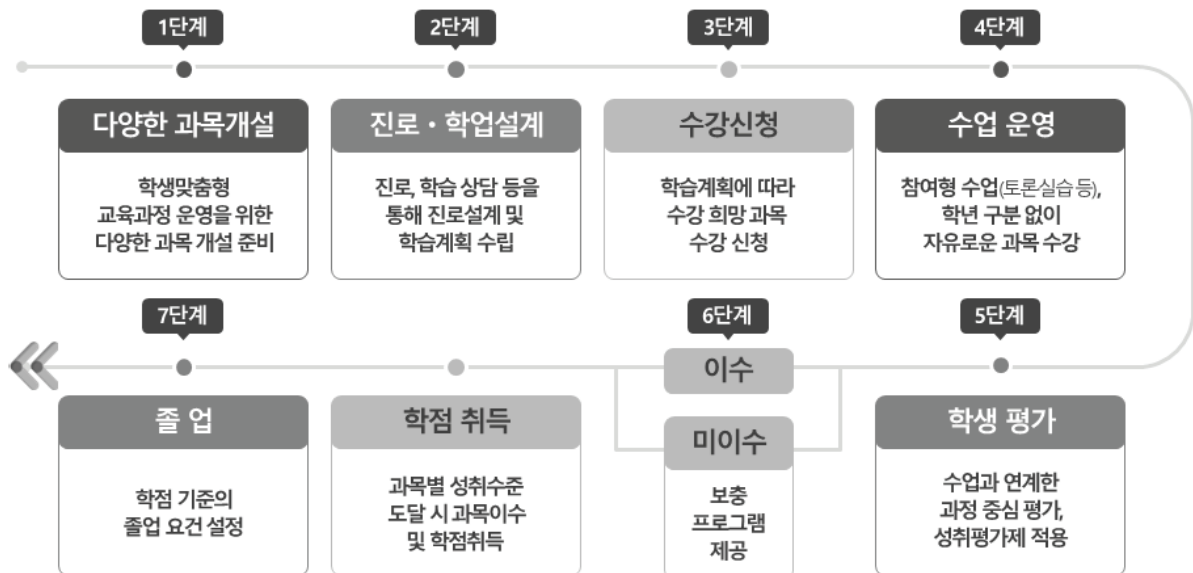 1단계
다양한 과목개설
학생맞춤형
교육과정 운영을 위한
다양한 과목 개설 준비
2단계
진로・학업설계
진로, 학습 상담 등을
통해 진로설계 및
학습계획 수립
3단계
수강신청
학습계획에 따라
수강 희망 과목
수강 신청
4단계
수업 운영
참여형 수업(토론실습 등),
학년 구분 없이
자유로운 과목 수강
5단계
학생 평가
수업과 연계한
과정 중심 평가,
성취평가제 적용
6단계
이수
미이수
보충
프로그램
제공
학점 취득
과목별 성취수준
도달 시 과목이수
및 학점취득
7단계
졸 업
학점 기준의
졸업 요건 설정